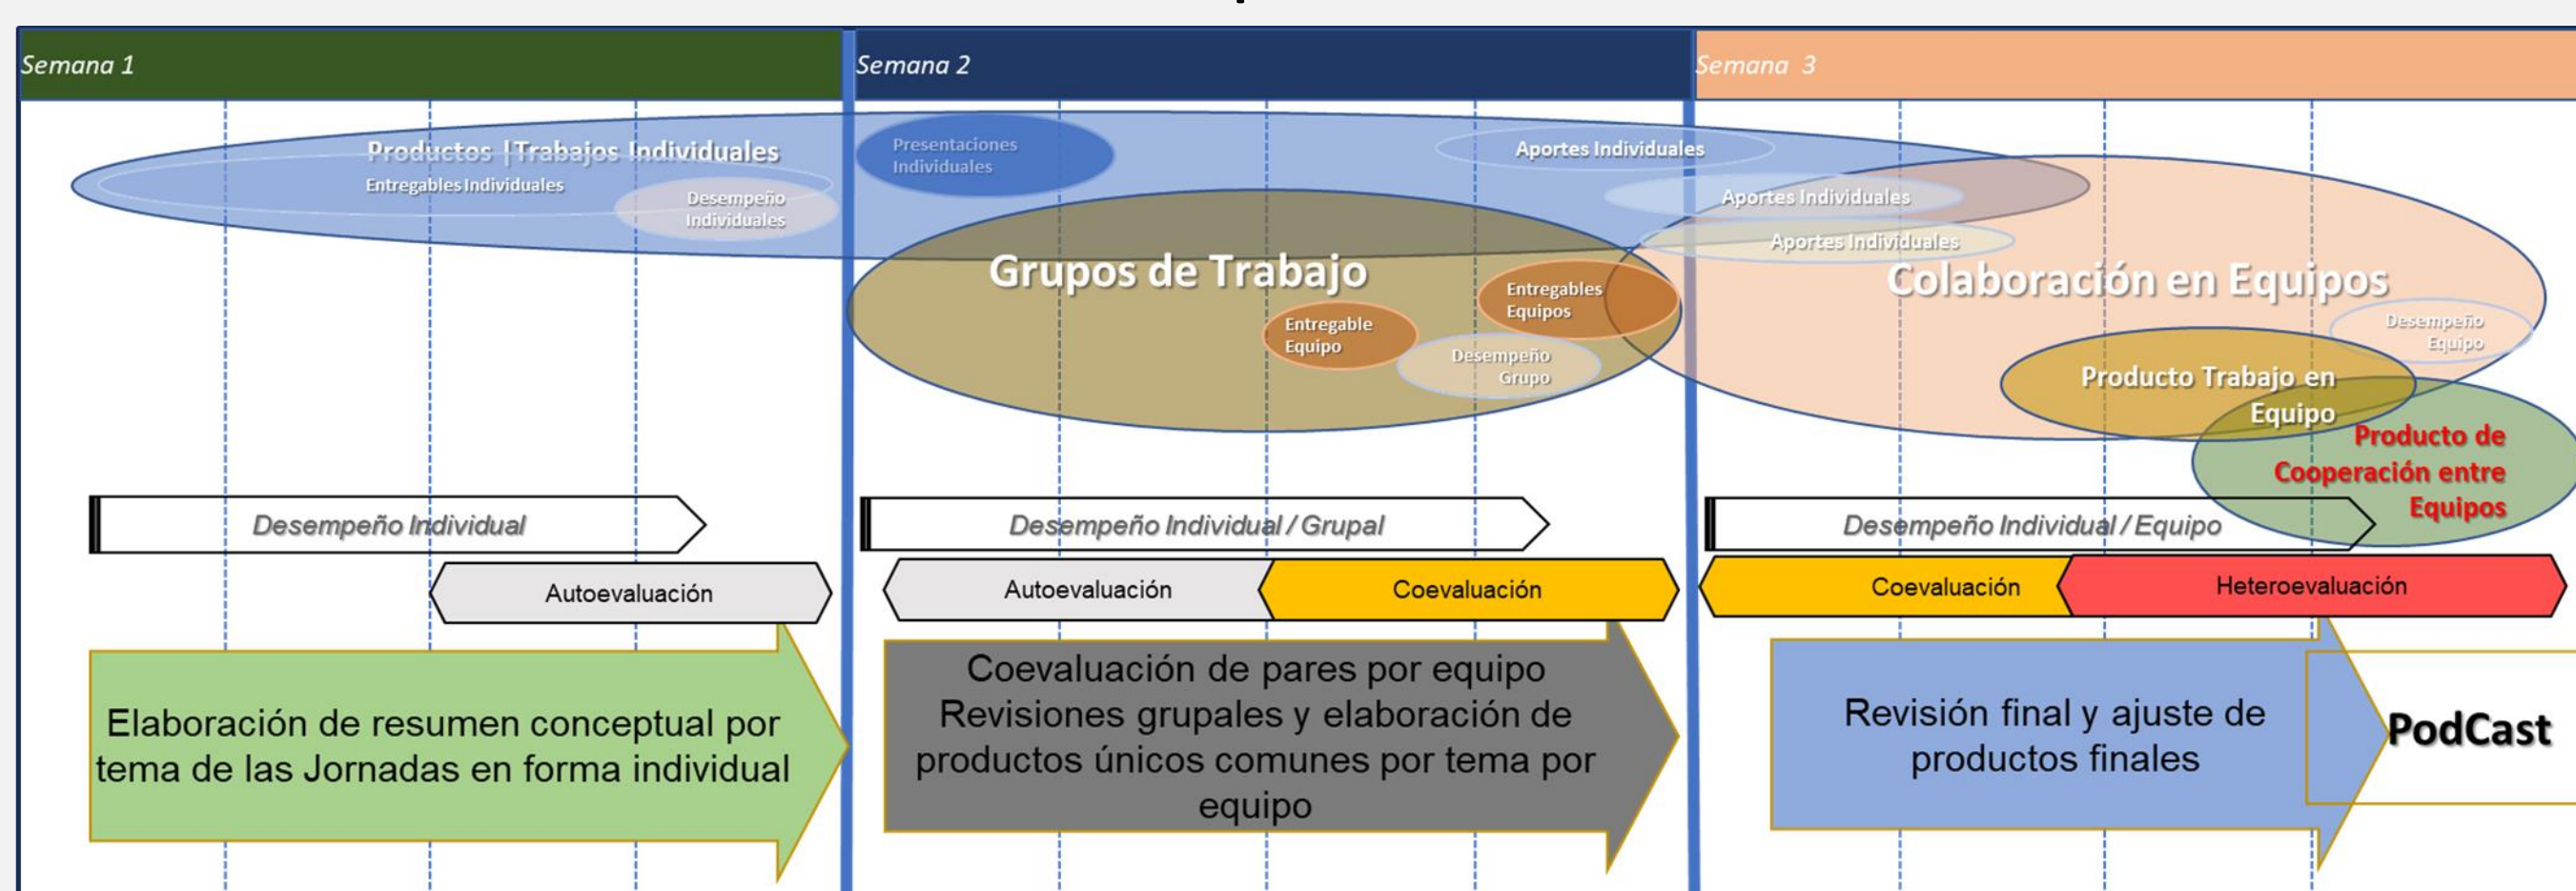 Semana 1
Semana 2
Semana 3
Productos |Trabajos Individuales
Entregables Individuales
Desempeño
Individuales
Presentaciones
Individuales
Aportes Individuales
Aportes Individuales
Aportes Individuales
Grupos de Trabajo
Entregable
Equipo
Entregables
Equipos
Desempeño
Grupo
Colaboración en Equipos
Desempeño
Equipo
Producto Trabajo en
Equipo
Producto de
Cooperación entre
Equipos
Desempeño Individual
Desempeño Individual / Grupal
Desempeño Individual / Equipo
Autoevaluación
Autoevaluación
Coevaluación
Coevaluación
Heteroevaluación
Elaboración de resumen conceptual por
tema de las Jornadas en forma individual
Coevaluación de pares por equipo
Revisiones grupales y elaboración de
productos únicos comunes por tema por
equipo
Revisión final y ajuste de
productos finales
PodCast